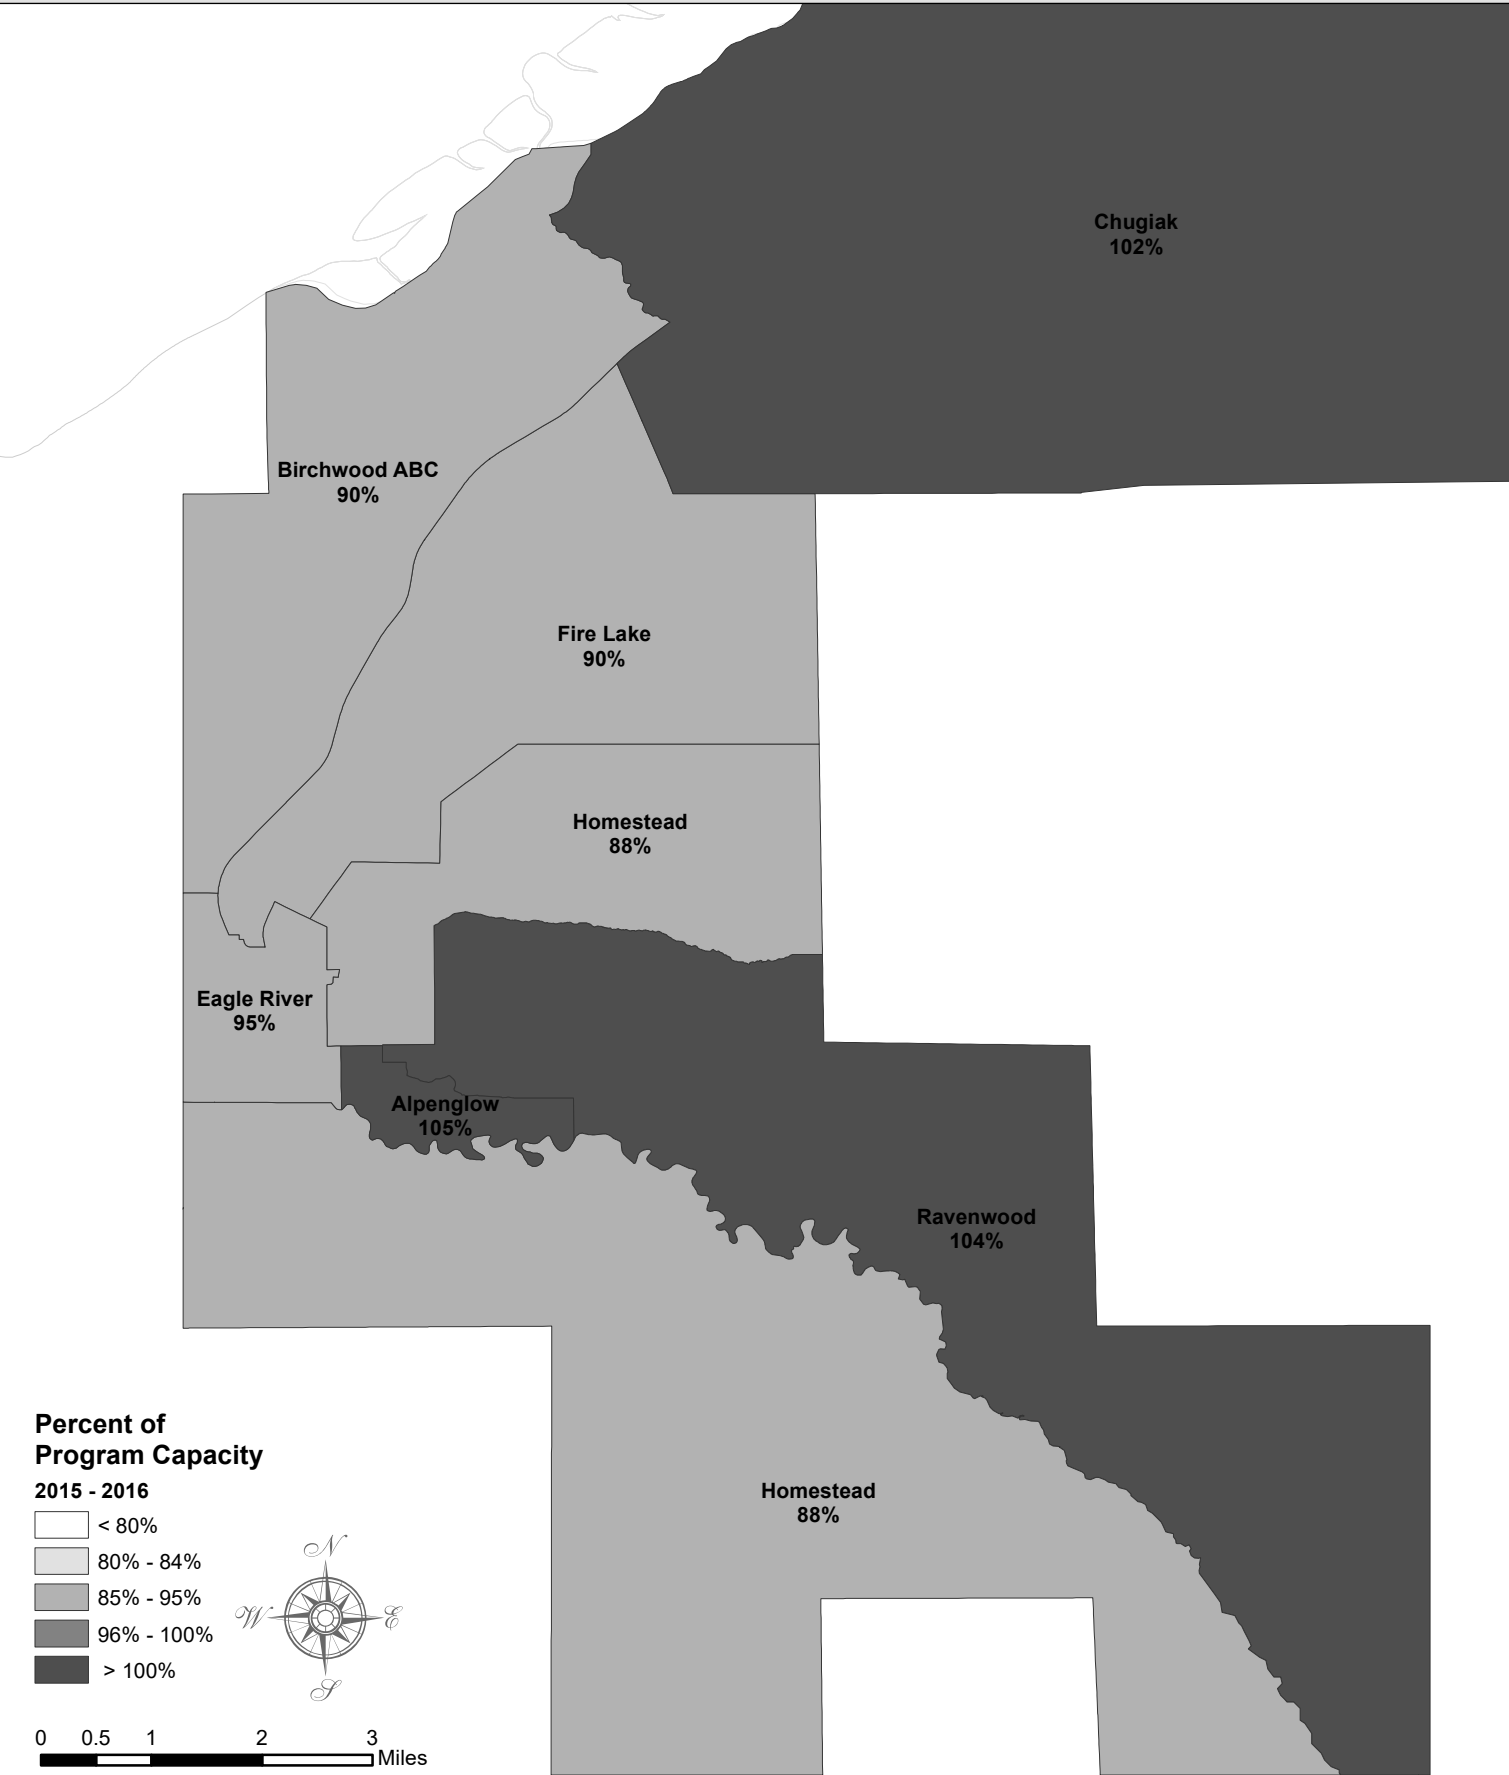 Chugiak
102%
Birchwood ABC
90%
Fire Lake
90%
Homestead
88%
Eagle River
95%
Alpenglow
105%
Ravenwood
104%
Homestead
88%
Percent of
Program Capacity
2015 - 2016
< 80%
80% - 84%
85% - 95%
96% - 100%
> 100%
N
W E
S
0 0.5 1 2 3
Miles